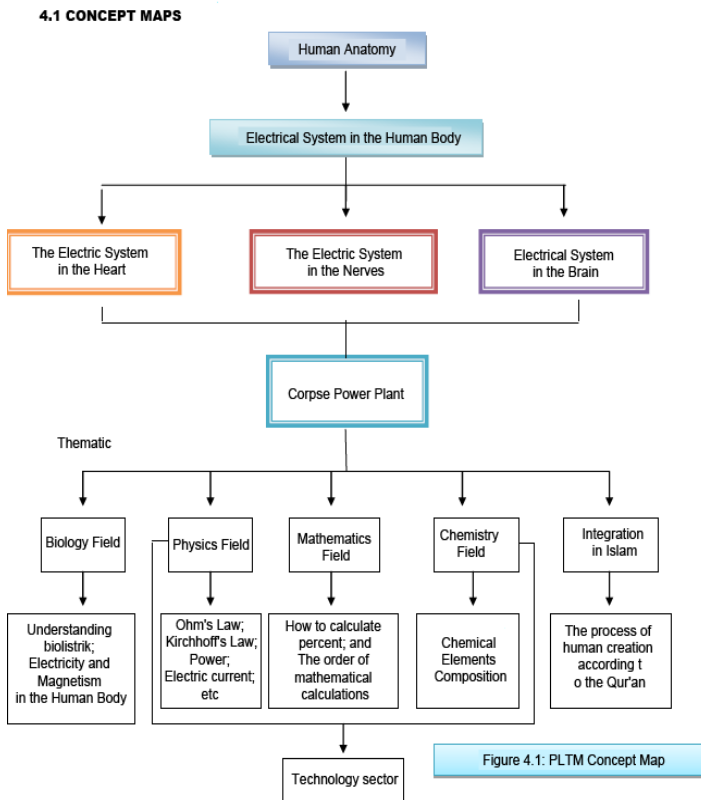 4.1 CONCEPT MAPS
Human Anatomy
Electrical System in the Human Body
The Electric System
in the Heart
The Electric System
in the Nerves
Electrical System
in the Brain
Corpse Power Plant
Thematic
Biology Field
Physics Field
Mathematics
Field
Chemistry
Field
Integration
in Islam
Understanding
biolistrik;
Electricity and
Magnetism
in the Human Body
Ohm's Law;
Kirchhoff's Law;
Power;
Electric current;
etc
How to calculate
percent; and
The order of
mathematical
calculations
Chemical
Elements
Composition
The process of
human creation
according t
o the Qur'an
Technology sector
Figure 4.1: PLTM Concept Map